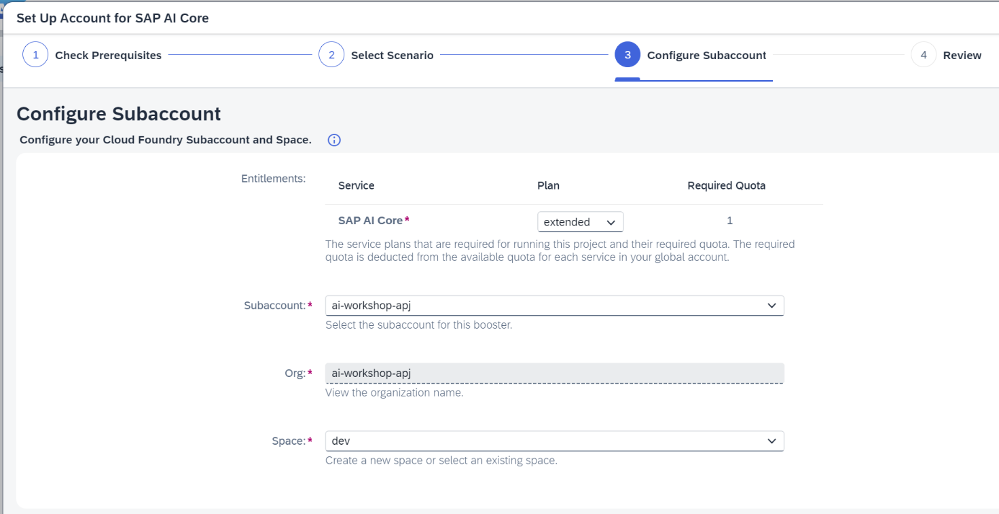 Set Up Account for SAP AI Core
1 Check Prerequisites 2 Select Scenario 3 Configure Subaccount 4 Review
Configure Subaccount
Configure your Cloud Foundry Subaccount and Space.
Entitlements:
Service Plan Required Quota
SAP AI Core* extended 1
The service plans that are required for running this project and their required quota. The required
quota is deducted from the available quota for each service in your global account.
Subaccount:* ai-workshop-apj
Select the subaccount for this booster.
Org:* ai-workshop-apj
View the organization name.
Space:* dev
Create a new space or select an existing space.